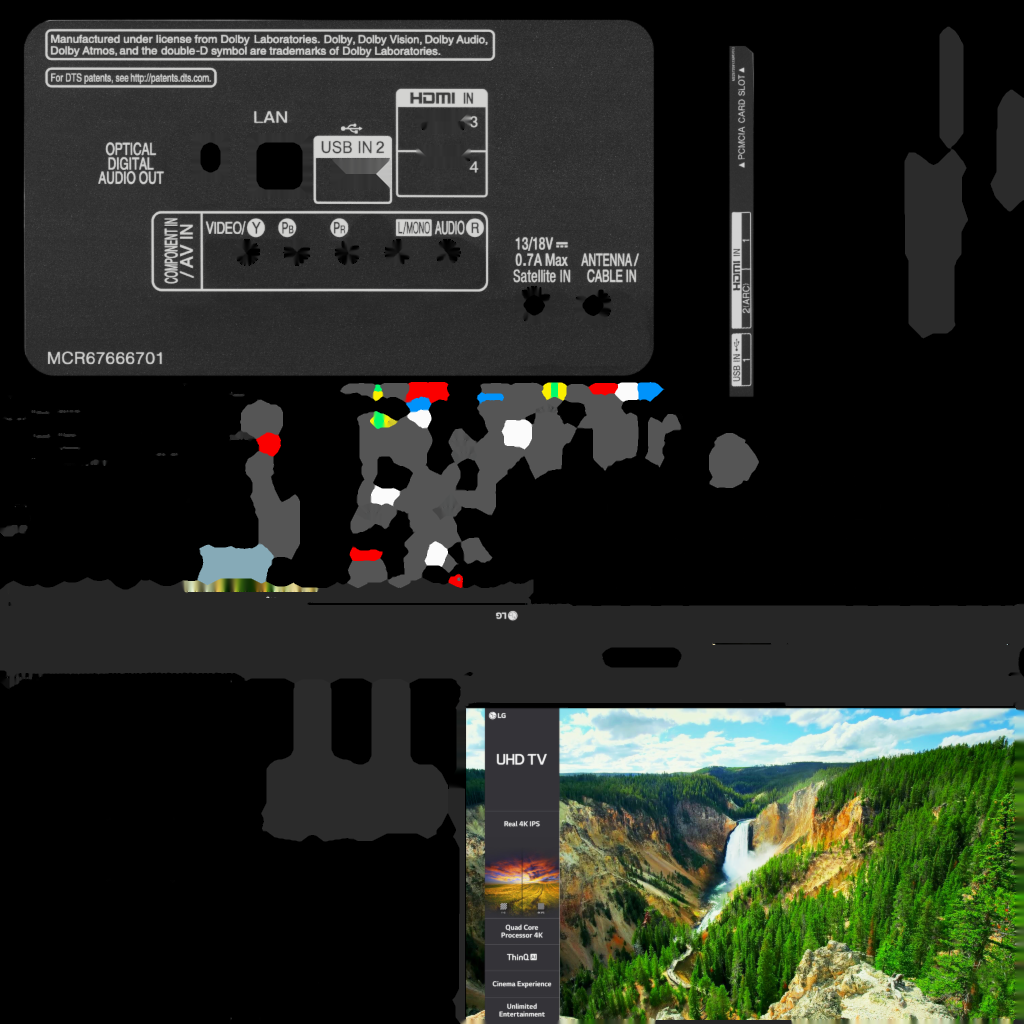 Manufactured under license from Dolby Laboratories. Dolby, Dolby Vision, Dolby Audio,
Dolby Atmos, and the double-D symbol are trademarks of Dolby Laboratories.
For DTS patents, see http://patents.dts.com.
LAN
OPTICAL
DIGITAL
AUDIO OUT
USB IN 2
HDMI IN
3
4
COMPONENT IN
/ AV IN
VIDEO/ Y PB PR L/MONO AUDIO R
13/18V
0.7A Max
Satellite IN
ANTENNA/
CABLE IN
MCR67666701
▲ PCMCIA CARD SLOT ▲
HDMI IN
2(ARC) 1
USB IN
1
LG
LG
UHD TV
Real 4K IPS
Quad Core
Processor 4K
ThinQ AI
Cinema Experience
Unlimited
Entertainment